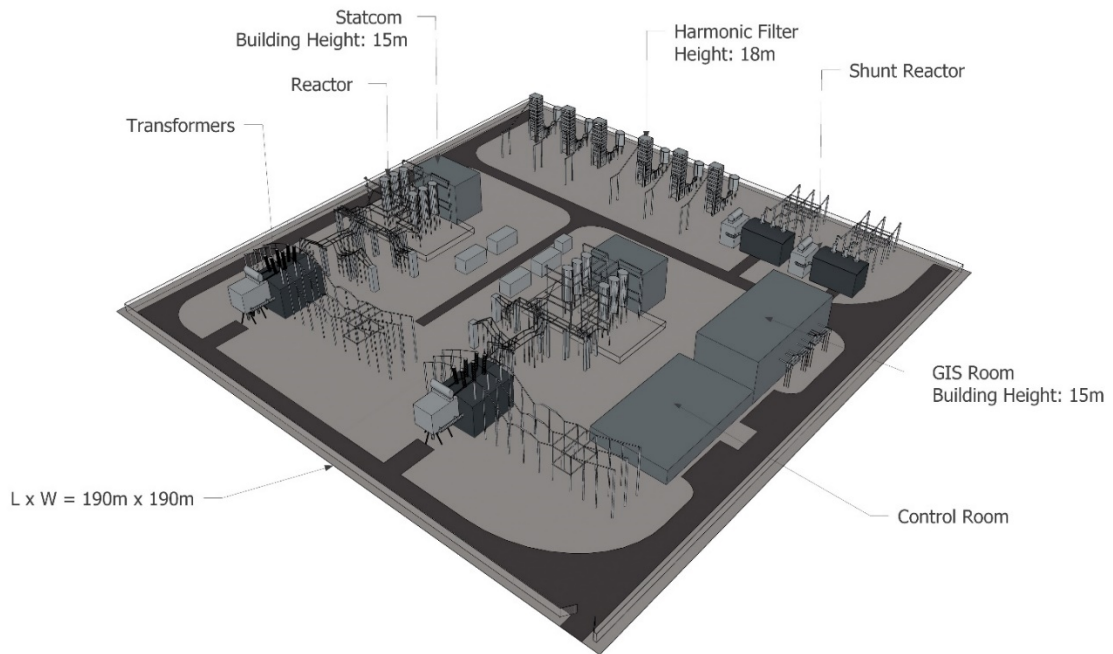 Statcom
Building Height: 15m
Harmonic Filter
Height: 18m
Shunt Reactor
Reactor
Transformers
GIS Room
Building Height: 15m
L x W = 190m x 190m
Control Room